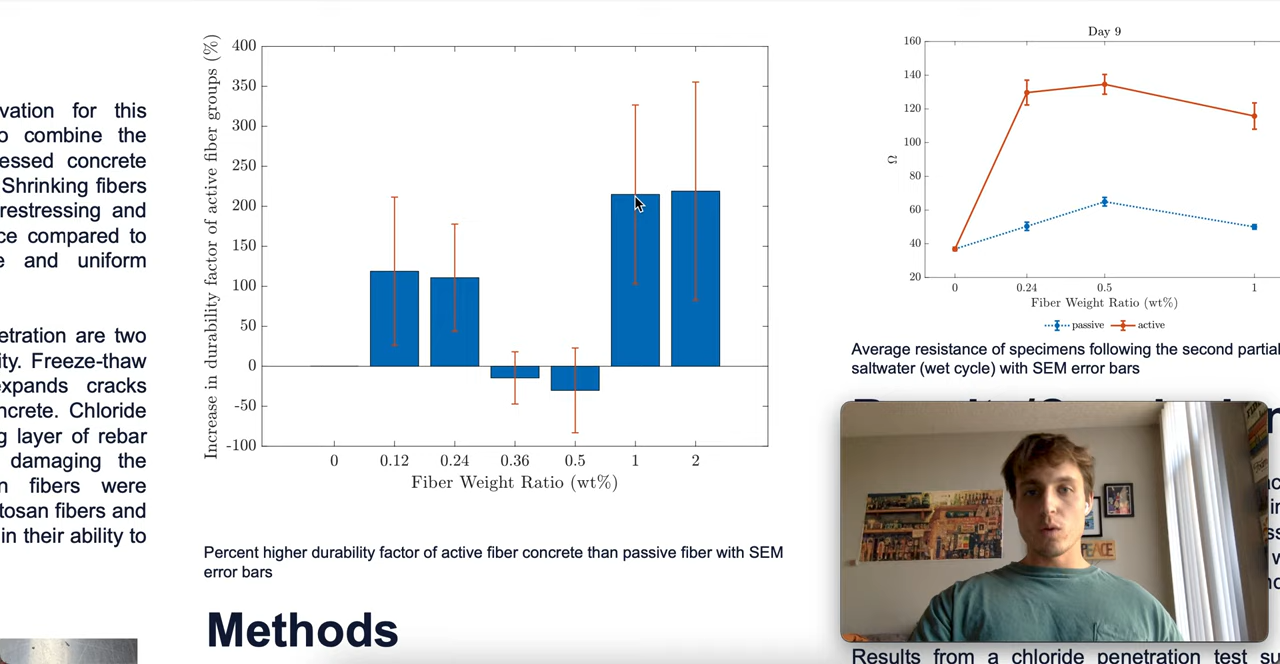 vation for this
o combine the
essed concrete
Shrinking fibers
restressing and
ce compared to
e and uniform
etration are two
ity. Freeze-thaw
expands cracks
ncrete. Chloride
g layer of rebar
damaging the
n fibers were
tosan fibers and
in their ability to
Increase in durability factor of active fiber groups (%)
400
350
300
250
200
150
100
50
0
-50
-100
0 0.12 0.24 0.36 0.5 1 2
Fiber Weight Ratio (wt%)
Percent higher durability factor of active fiber concrete than passive fiber with SEM
error bars
Methods
Day 9
Ω
160
140
120
100
80
60
40
20
0 0.24 0.5 1
Fiber Weight Ratio (wt%)
passive active
Average resistance of specimens following the second partial
saltwater (wet cycle) with SEM error bars
PEACE
Results from a chloride penetration test su